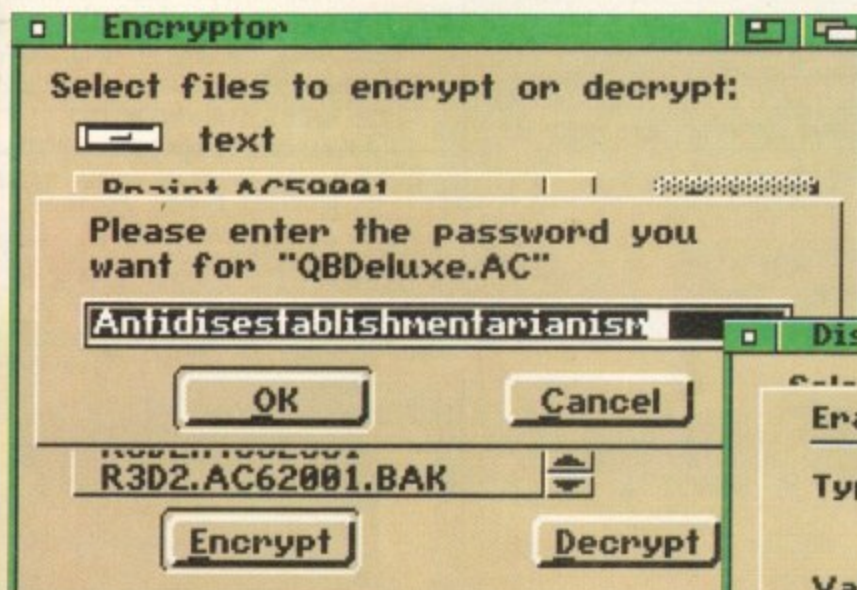 Encryptor
Select files to encrypt or decrypt:
text
Please enter the password you
want for "QBDeluxe.AC"
Antidisestablishmentarianism
OK
Cancel
R3D2.AC62001.BAK
Encrypt
Decrypt